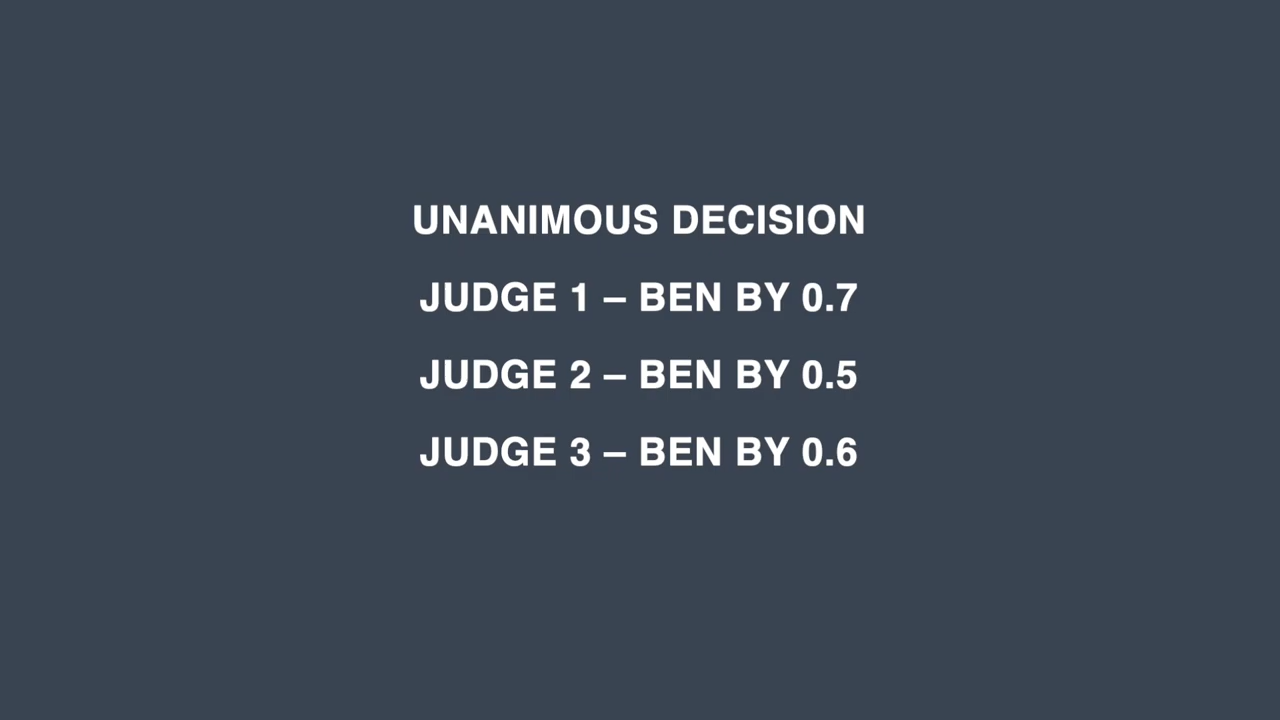 UNANIMOUS DECISION
JUDGE 1 – BEN BY 0.7
JUDGE 2 – BEN BY 0.5
JUDGE 3 – BEN BY 0.6